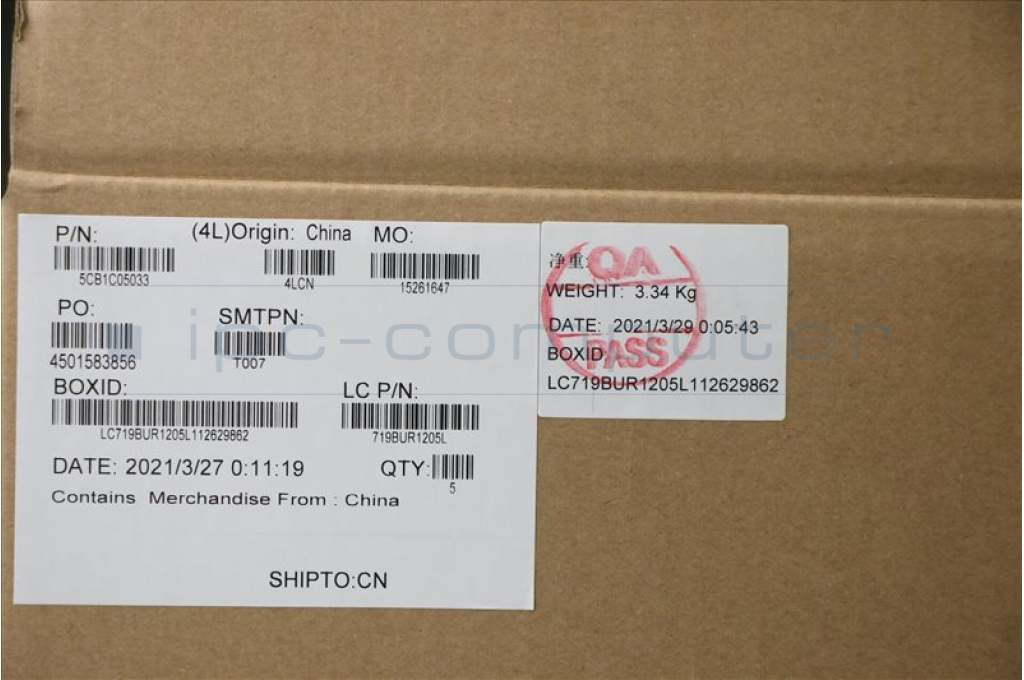 P/N: (4L)Origin: China MO:
5CB1C05033 4LCN 15261647
PO: SMTPN:
4501583856 T007
BOXID: LC P/N:
LC719BUR1205L112629862 719BUR1205L
DATE: 2021/3/27 0:11:19 QTY:
5
Contains Merchandise From : China
SHIPTO:CN
净重:
QA
WEIGHT: 3.34 Kg
DATE: 2021/3/29 0:05:43
BOXID:
PASS
LC719BUR1205L112629862
ipc-computer